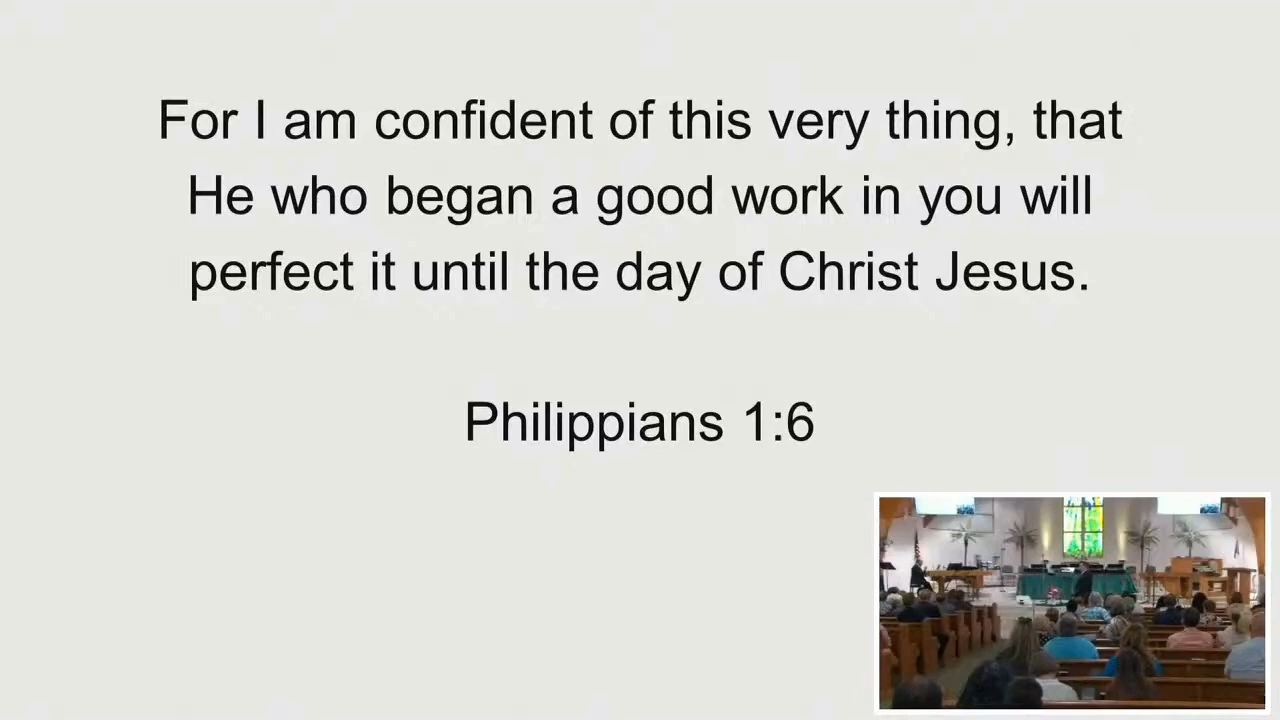 For I am confident of this very thing, that
He who began a good work in you will
perfect it until the day of Christ Jesus.
Philippians 1:6